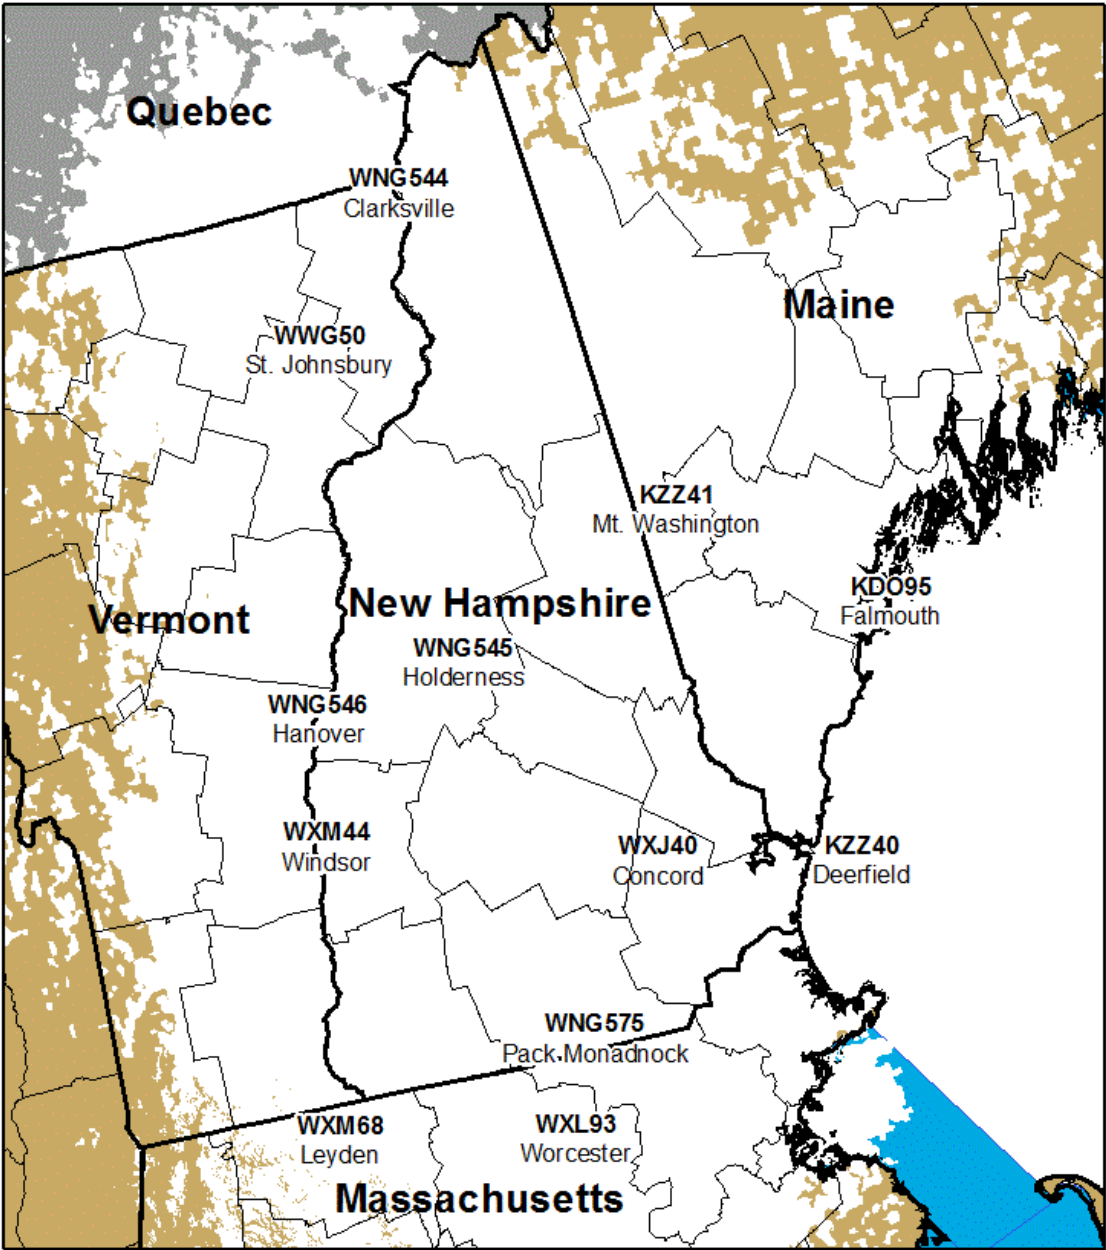 Quebec
WNG544
Clarksville
Maine
WWG50
St. Johnsbury
KZZ41
Mt. Washington
KDO95
Falmouth
New Hampshire
Vermont
WNG545
Holderness
WNG546
Hanover
WXM44
Windsor
WXJ40
Concord
KZZ40
Deerfield
WNG575
Pack Monadnock
WXM68
Leyden
WXL93
Worcester
Massachusetts